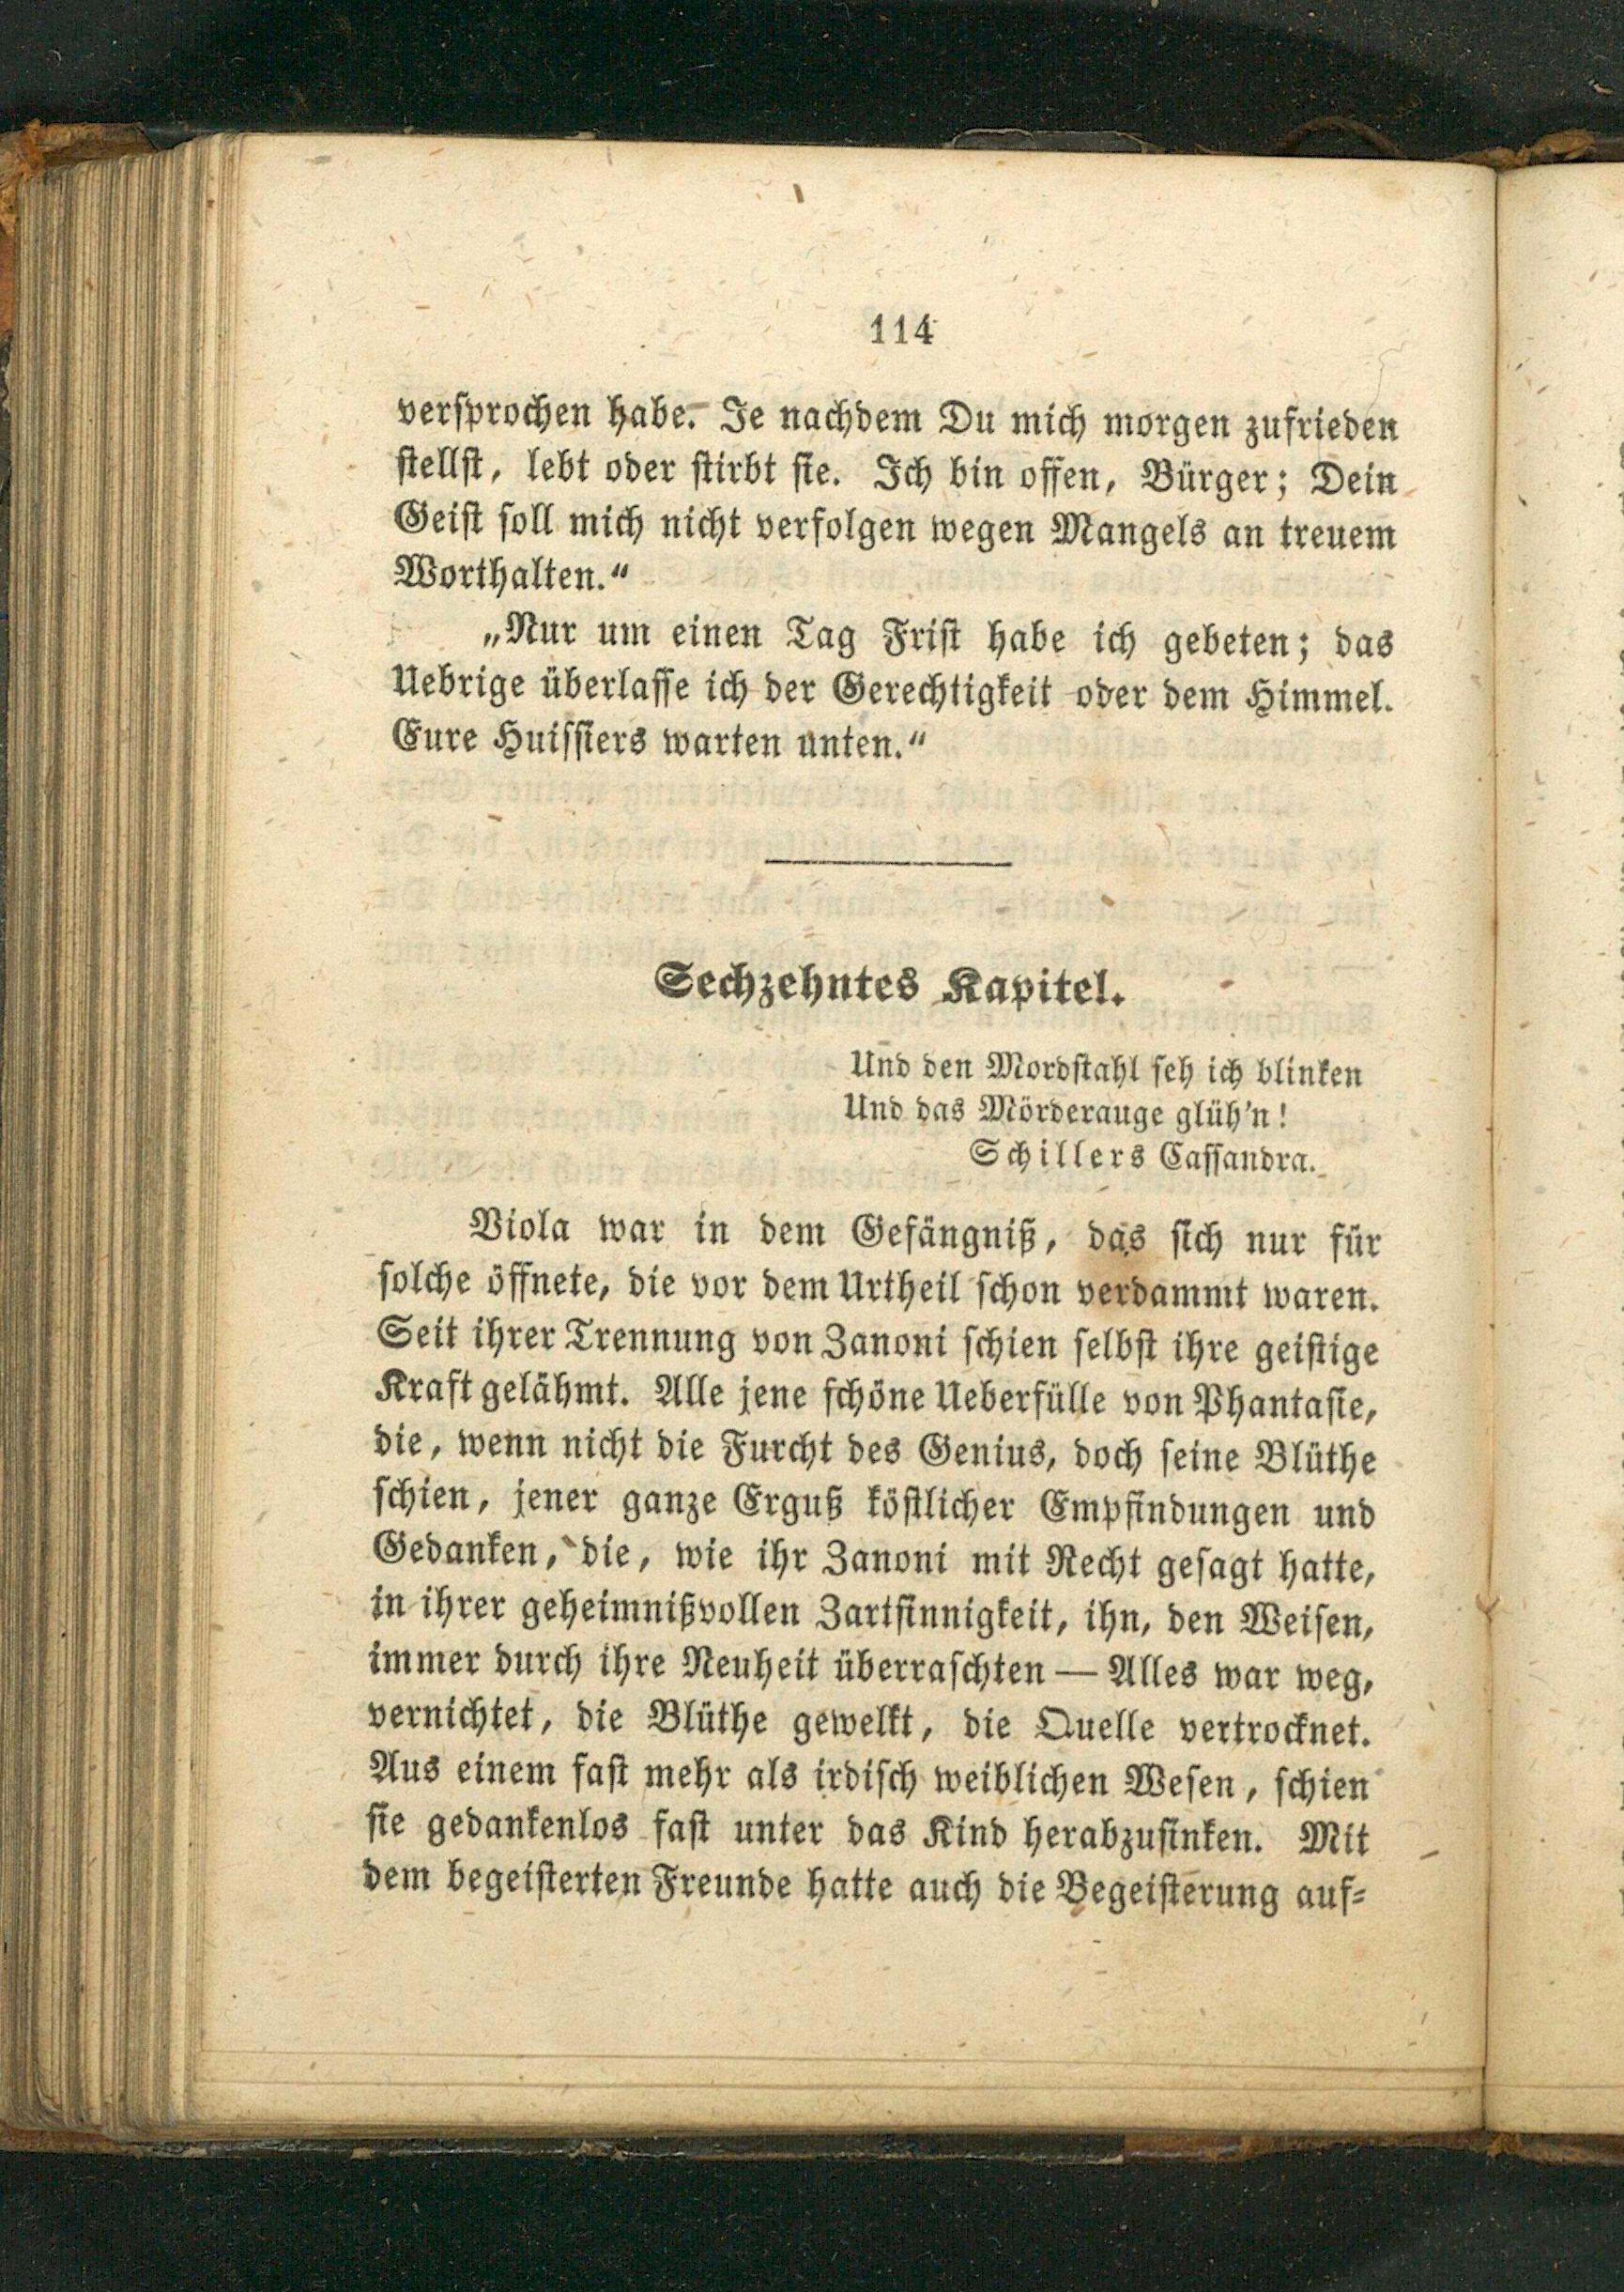 114
versprochen habe. Je nachdem Du mich morgen zufrieden
stellst, lebt oder stirbt sie. Ich bin offen, Bürger; Dein
Geist soll mich nicht verfolgen wegen Mangels an treuem
Worthalten.“
„Nur um einen Tag Frist habe ich gebeten; das
Uebrige überlasse ich der Gerechtigkeit oder dem Himmel.
Eure Huissiers warten unten.“
Sechzehntes Kapitel.
Und den Mordstahl seh ich blinken
Und das Mörderauge glüh'n!
Schillers Cassandra.
Viola war in dem Gefängniß, das sich nur für
solche öffnete, die vor dem Urtheil schon verdammt waren.
Seit ihrer Trennung von Zanoni schien selbst ihre geistige
Kraft gelähmt. Alle jene schöne Ueberfülle von Phantasie,
die, wenn nicht die Furcht des Genius, doch seine Blüthe
schien, jener ganze Erguß köstlicher Empfindungen und
Gedanken, die, wie ihr Zanoni mit Recht gesagt hatte,
in ihrer geheimnißvollen Zartsinnigkeit, ihn, den Weisen,
immer durch ihre Neuheit überraschten — Alles war weg,
vernichtet, die Blüthe gewelkt, die Quelle vertrocknet.
Aus einem fast mehr als irdisch weiblichen Wesen, schien
sie gedankenlos fast unter das Kind herabzusinken. Mit
dem begeisterten Freunde hatte auch die Begeisterung auf-